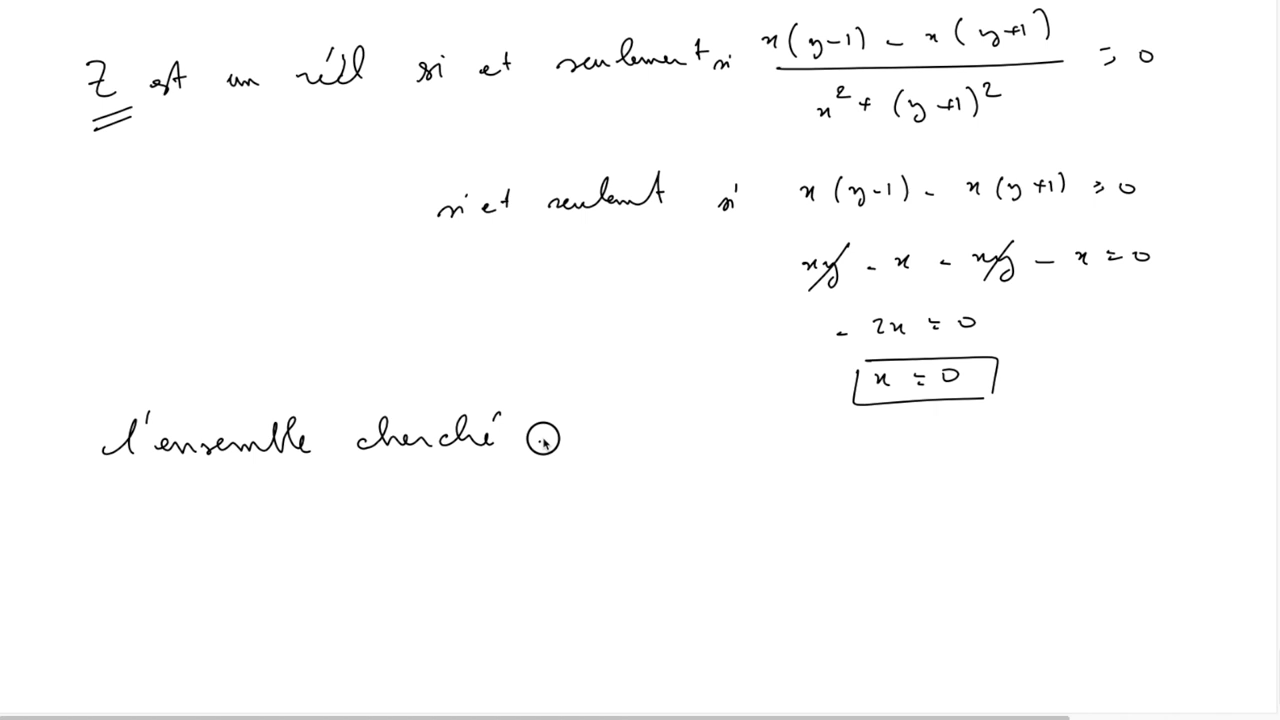 Z est un réel si et seulement si x(y-1) - x(y+1) / x² + (y+1)² = 0
si et seulemt si x(y-1) - x(y+1) = 0
xy - x - xy - x = 0
- 2x = 0
x = 0
l'ensemble cherché